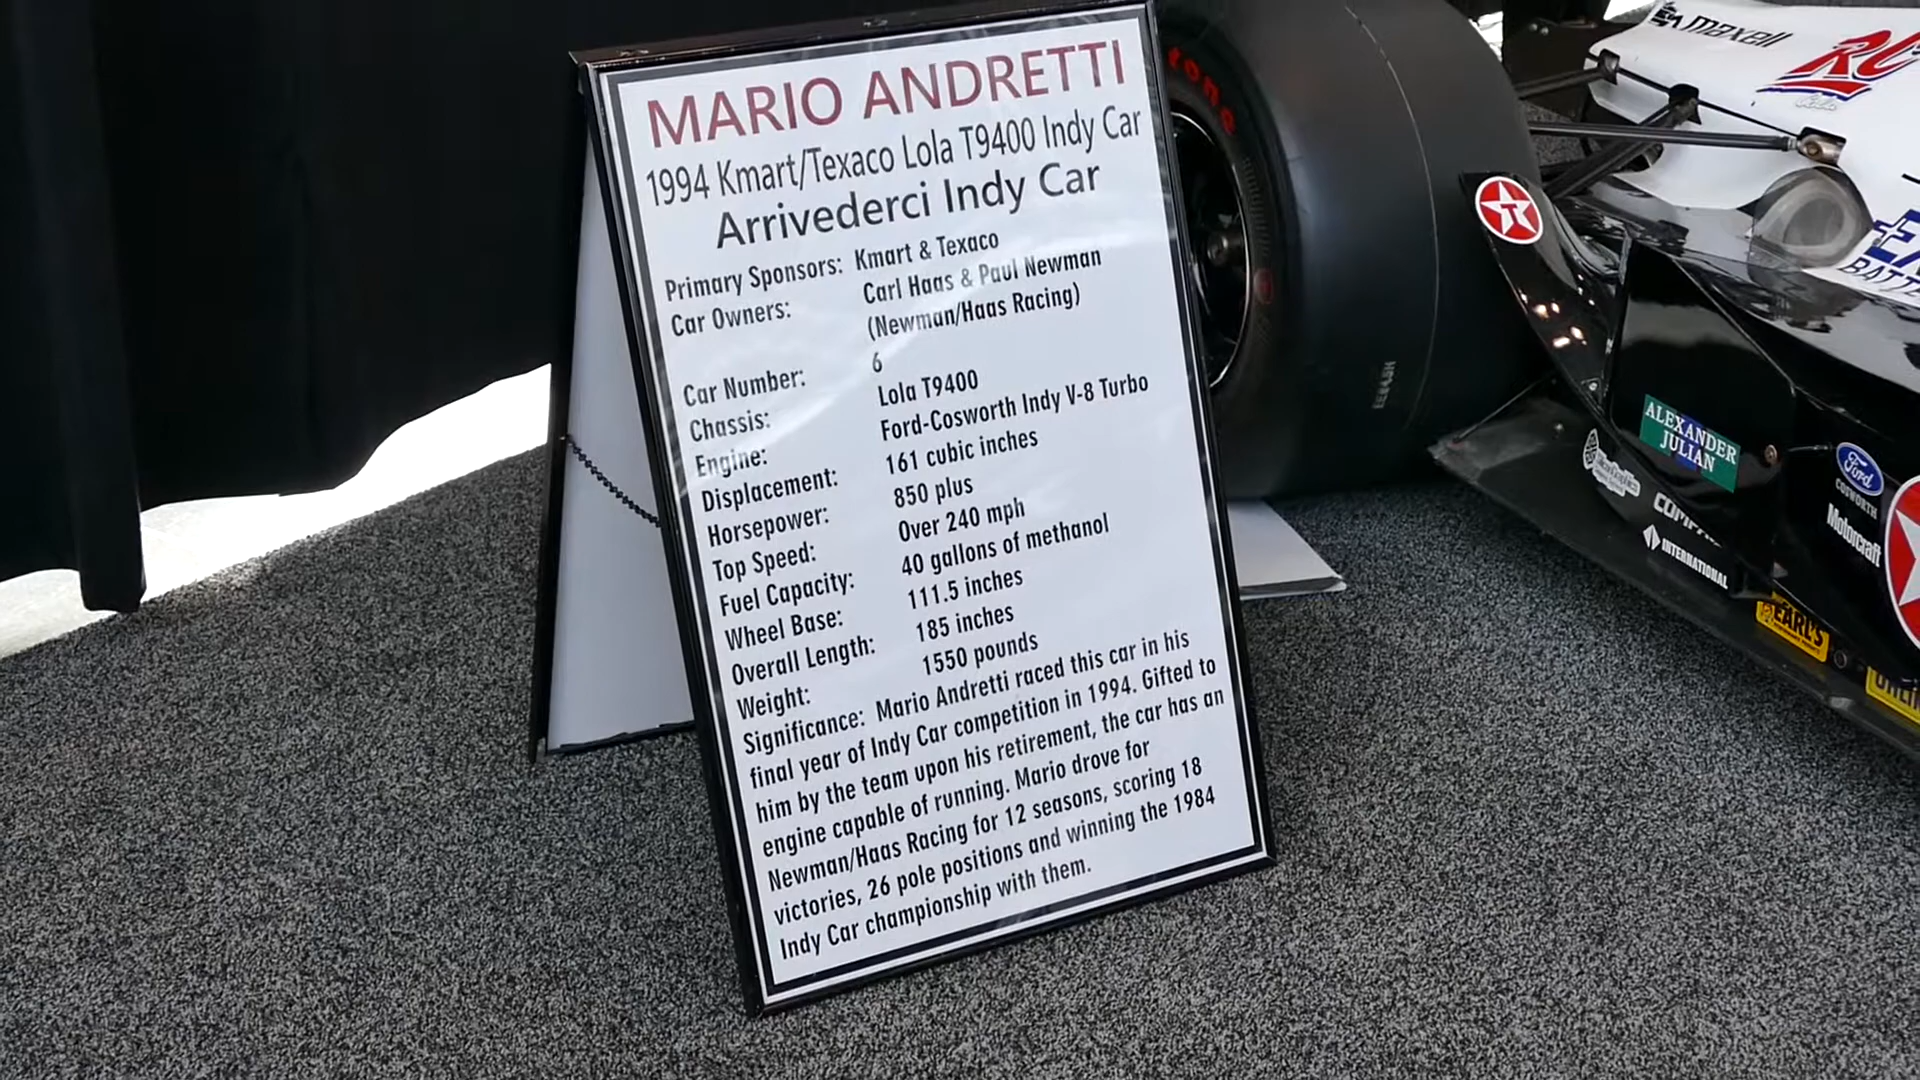 MARIO ANDRETTI
1994 Kmart/Texaco Lola T9400 Indy Car
Arrivederci Indy Car
Primary Sponsors: Kmart & Texaco
Car Owners: Carl Haas & Paul Newman
(Newman/Haas Racing)
Car Number: 6
Chassis: Lola T9400
Engine: Ford-Cosworth Indy V-8 Turbo
Displacement: 161 cubic inches
Horsepower: 850 plus
Top Speed: Over 240 mph
Fuel Capacity: 40 gallons of methanol
Wheel Base: 111.5 inches
Overall Length: 185 inches
Weight: 1550 pounds
Significance: Mario Andretti raced this car in his
final year of Indy Car competition in 1994. Gifted to
him by the team upon his retirement, the car has an
engine capable of running. Mario drove for
Newman/Haas Racing for 12 seasons, scoring 18
victories, 26 pole positions and winning the 1984
Indy Car championship with them.
maxell
RC
Cola
T
ALEXANDER
JULIAN
Ford
COSWORTH
Motorcraft
INTERNATIONAL
EARL'S